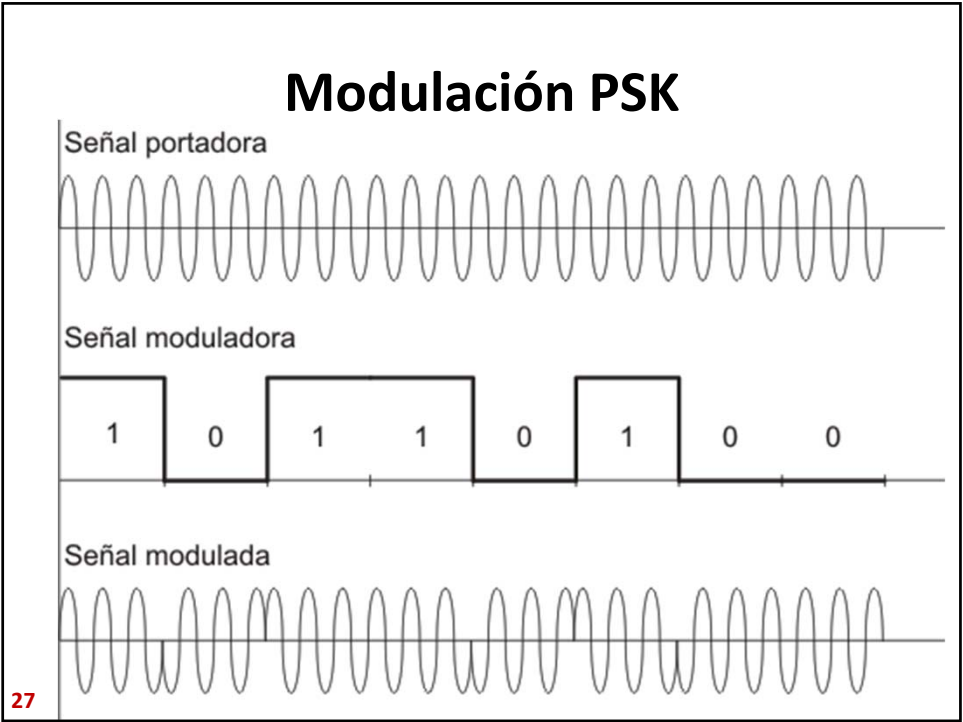 Modulación PSK
Señal portadora
Señal moduladora
1 0 1 1 0 1 0 0
Señal modulada
27